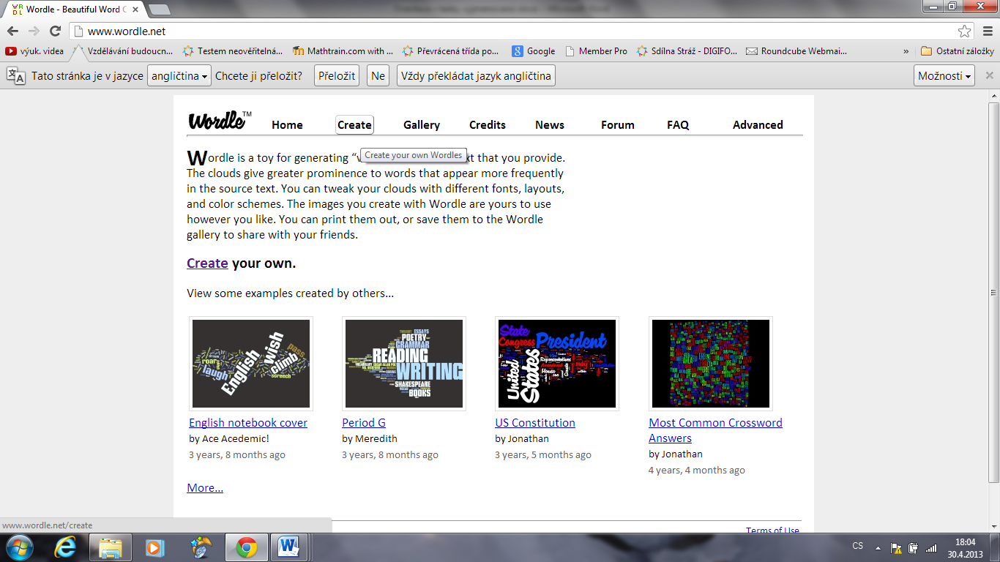 Wordle - Beautiful Word C
www.wordle.net
výuk. videa Vzdělávání budoucn... Testem neověřitelná... Mathtrain.com with ... Převrácená třída po... Google Member Pro Sdílna Stráž - DIGIFO... Roundcube Webmai... » Ostatní záložky
Tato stránka je v jazyce angličtina Chcete ji přeložit? Přeložit Ne Vždy překládat jazyk angličtina Možnosti
Wordle™ Home Create Gallery Credits News Forum FAQ Advanced
Create your own Wordles
Wordle is a toy for generating “ xt that you provide.
The clouds give greater prominence to words that appear more frequently
in the source text. You can tweak your clouds with different fonts, layouts,
and color schemes. The images you create with Wordle are yours to use
however you like. You can print them out, or save them to the Wordle
gallery to share with your friends.
Create your own.
View some examples created by others...
English wish climb laugh roar pass screech
ESSAYS POETRY GRAMMAR READING WRITING SHAKESPEARE BOOKS
State Congress President United States Representatives House may
English notebook cover Period G US Constitution Most Common Crossword
Answers
by Ace Acedemic! by Meredith by Jonathan by Jonathan
3 years, 8 months ago 3 years, 8 months ago 3 years, 5 months ago 4 years, 4 months ago
More...
Terms of Use
www.wordle.net/create
CS 18:04
30.4.2013